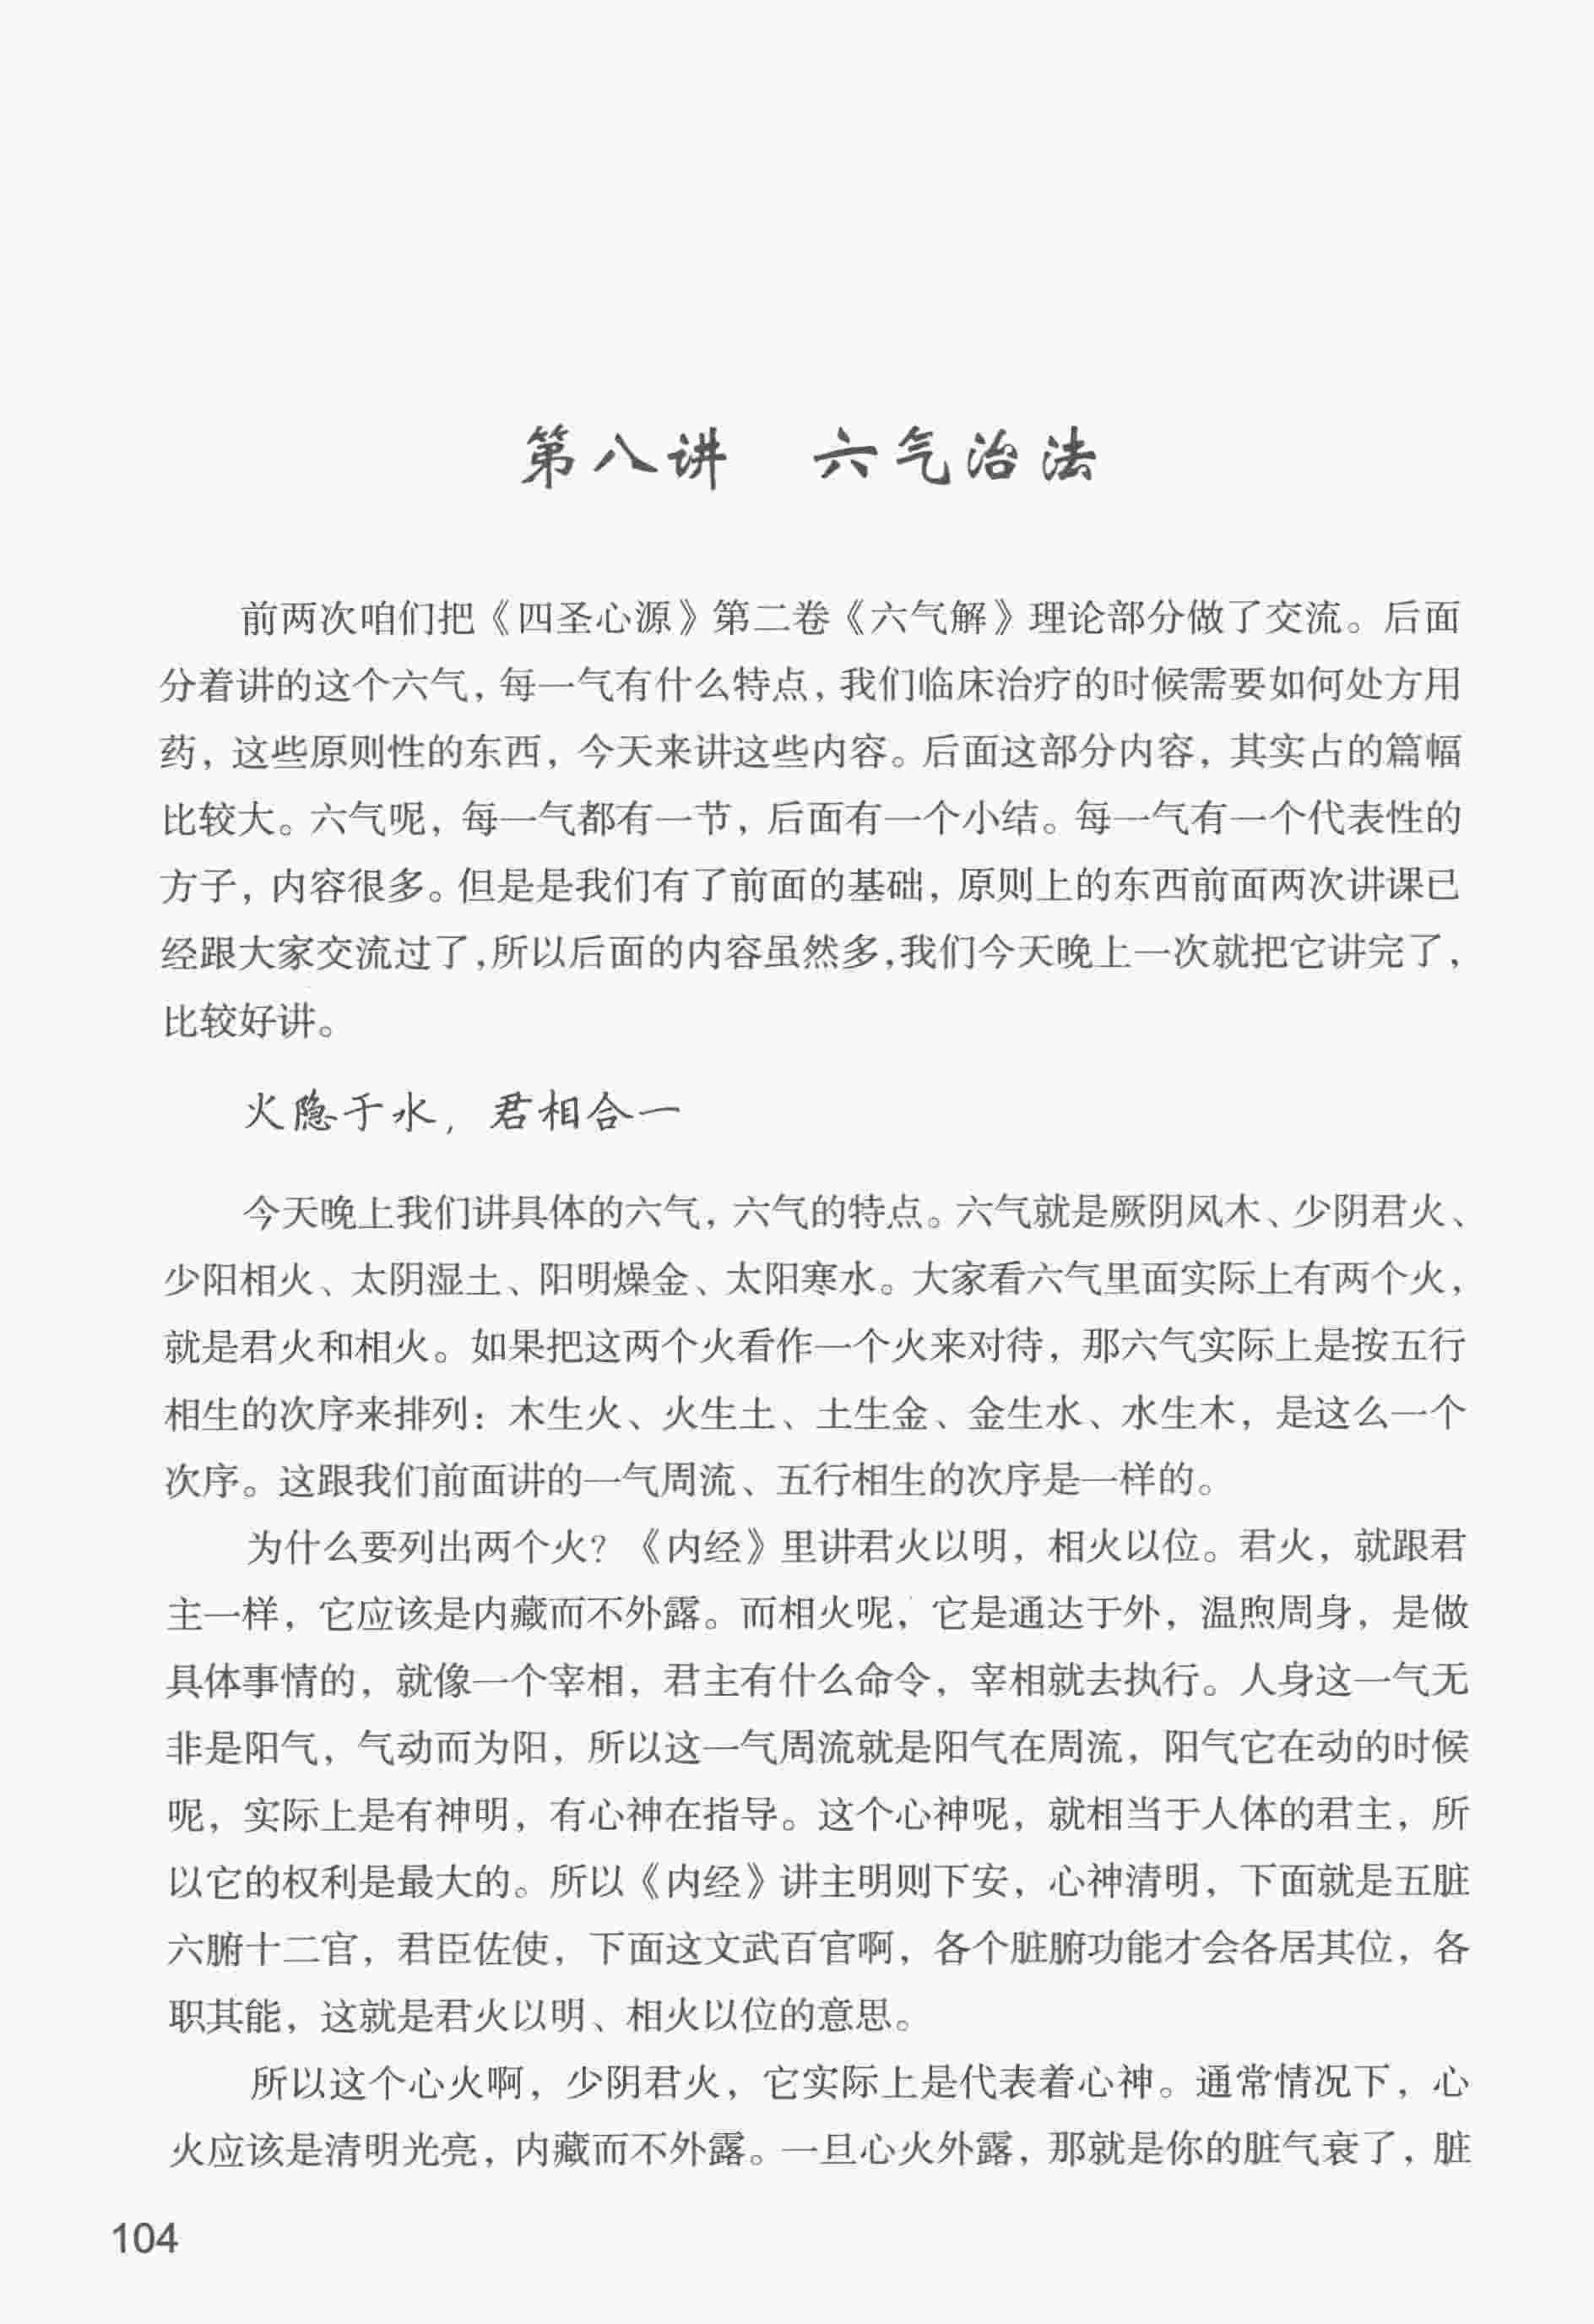 第八讲　六气治法
前两次咱们把《四圣心源》第二卷《六气解》理论部分做了交流。后面
分着讲的这个六气，每一气有什么特点，我们临床治疗的时候需要如何处方用
药，这些原则性的东西，今天来讲这些内容。后面这部分内容，其实占的篇幅
比较大。六气呢，每一气都有一节，后面有一个小结。每一气有一个代表性的
方子，内容很多。但是是我们有了前面的基础，原则上的东西前面两次讲课已
经跟大家交流过了，所以后面的内容虽然多，我们今天晚上一次就把它讲完了，
比较好讲。
火隐于水，君相合一
今天晚上我们讲具体的六气，六气的特点。六气就是厥阴风木、少阴君火、
少阳相火、太阴湿土、阳明燥金、太阳寒水。大家看六气里面实际上有两个火，
就是君火和相火。如果把这两个火看作一个火来对待，那六气实际上是按五行
相生的次序来排列：木生火、火生土、土生金、金生水、水生木，是这么一个
次序。这跟我们前面讲的一气周流、五行相生的次序是一样的。
为什么要列出两个火？《内经》里讲君火以明，相火以位。君火，就跟君
主一样，它应该是内藏而不外露。而相火呢，它是通达于外，温煦周身，是做
具体事情的，就像一个宰相，君主有什么命令，宰相就去执行。人身这一气无
非是阳气，气动而为阳，所以这一气周流就是阳气在周流，阳气它在动的时候
呢，实际上是有神明，有心神在指导。这个心神呢，就相当于人体的君主，所
以它的权利是最大的。所以《内经》讲主明则下安，心神清明，下面就是五脏
六腑十二官，君臣佐使，下面这文武百官啊，各个脏腑功能才会各居其位，各
职其能，这就是君火以明、相火以位的意思。
所以这个心火啊，少阴君火，它实际上是代表着心神。通常情况下，心
火应该是清明光亮，内藏而不外露。一旦心火外露，那就是你的脏气衰了，脏
104